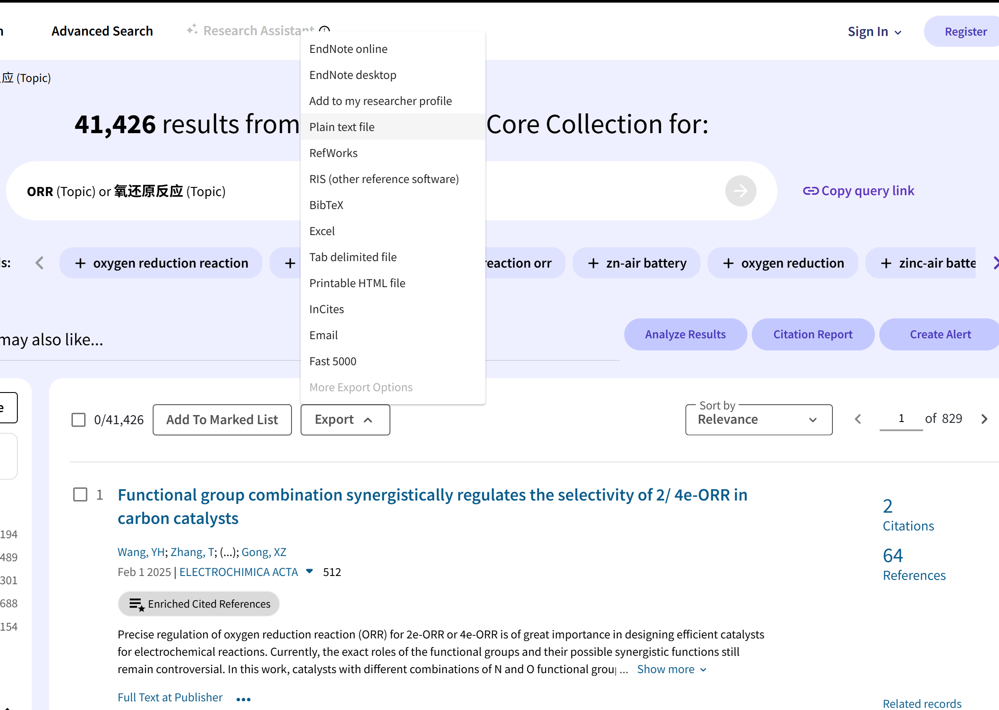 Advanced Search
Research Assistant
Sign In
Register
应 (Topic)
EndNote online
EndNote desktop
Add to my researcher profile
Plain text file
RefWorks
RIS (other reference software)
BibTeX
Excel
Tab delimited file
Printable HTML file
InCites
Email
Fast 5000
More Export Options
41,426 results from
Core Collection for:
ORR (Topic) or 氧还原反应 (Topic)
Copy query link
+ oxygen reduction reaction
+
reaction orr
+ zn-air battery
+ oxygen reduction
+ zinc-air batte
may also like...
Analyze Results
Citation Report
Create Alert
0/41,426
Add To Marked List
Export
Sort by
Relevance
1 of 829
1
Functional group combination synergistically regulates the selectivity of 2/ 4e-ORR in
carbon catalysts
Wang, YH; Zhang, T; (...); Gong, XZ
Feb 1 2025 | ELECTROCHIMICA ACTA 512
Enriched Cited References
Precise regulation of oxygen reduction reaction (ORR) for 2e-ORR or 4e-ORR is of great importance in designing efficient catalysts
for electrochemical reactions. Currently, the exact roles of the functional groups and their possible synergistic functions still
remain controversial. In this work, catalysts with different combinations of N and O functional grou ... Show more
Full Text at Publisher
2
Citations
64
References
Related records
194
489
301
688
154